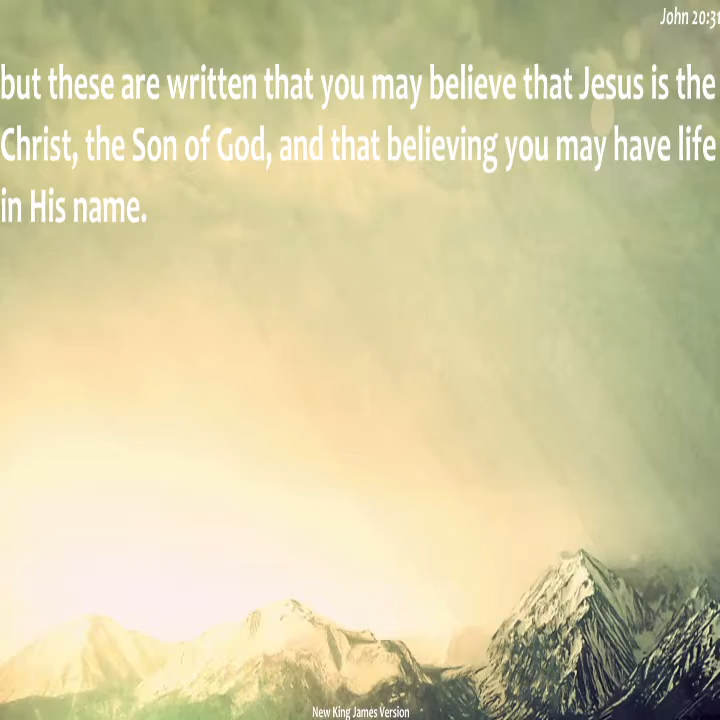 John 20:31
but these are written that you may believe that Jesus is the
Christ, the Son of God, and that believing you may have life
in His name.
New King James Version